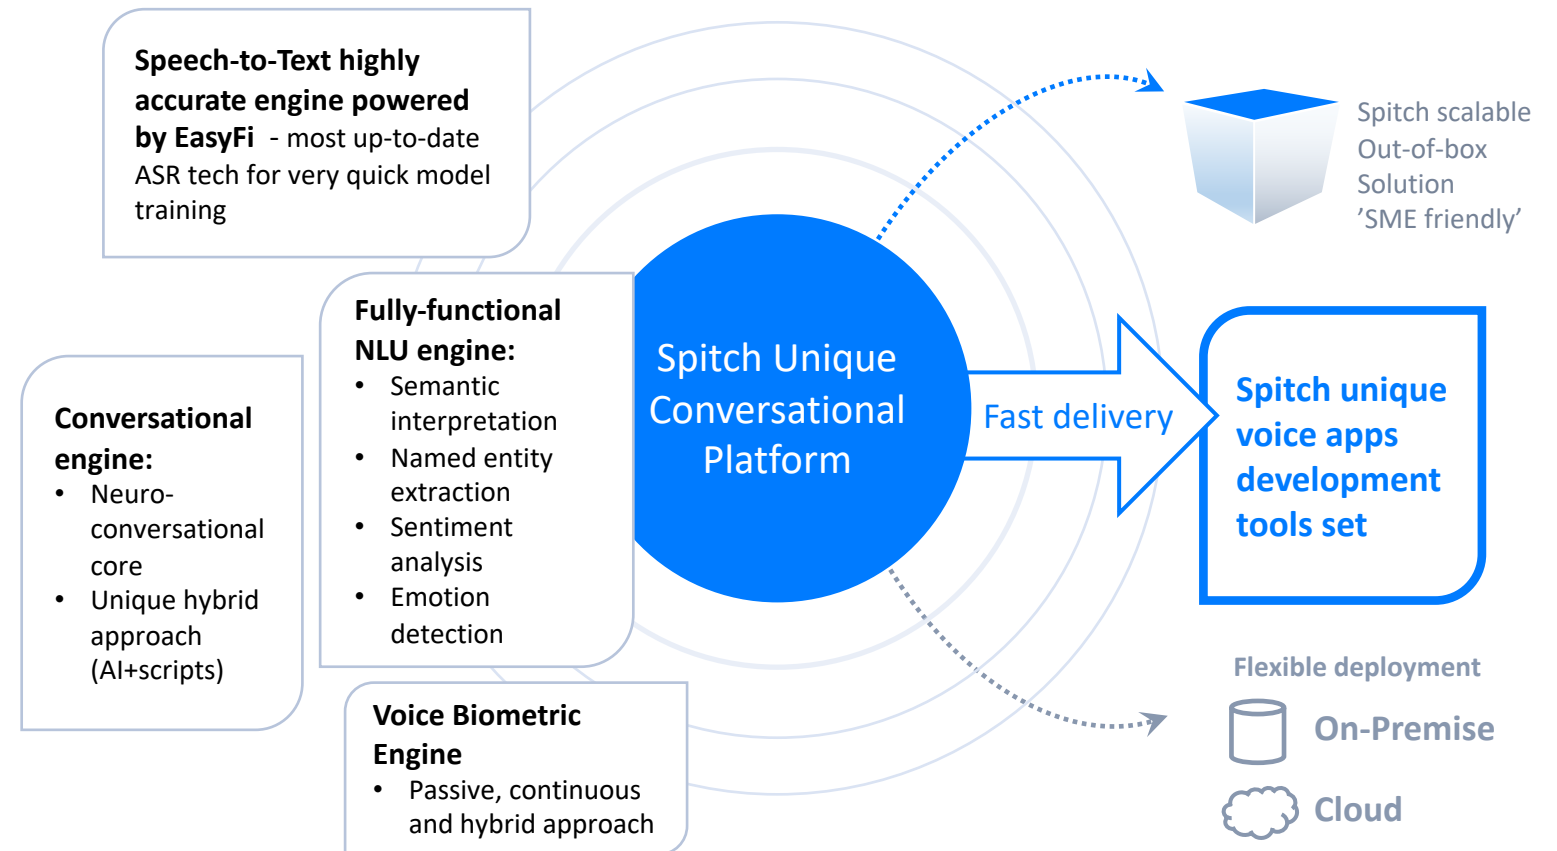 Speech-to-Text highly
accurate engine powered
by EasyFi - most up-to-date
ASR tech for very quick model
training
Fully-functional
NLU engine:
• Semantic
interpretation
• Named entity
extraction
• Sentiment
analysis
• Emotion
detection
Conversational
engine:
• Neuro-
conversational
core
• Unique hybrid
approach
(AI+scripts)
Voice Biometric
Engine
• Passive, continuous
and hybrid approach
Spitch Unique
Conversational
Platform
Fast delivery
Spitch scalable
Out-of-box
Solution
’SME friendly’
Spitch unique
voice apps
development
tools set
Flexible deployment
On-Premise
Cloud